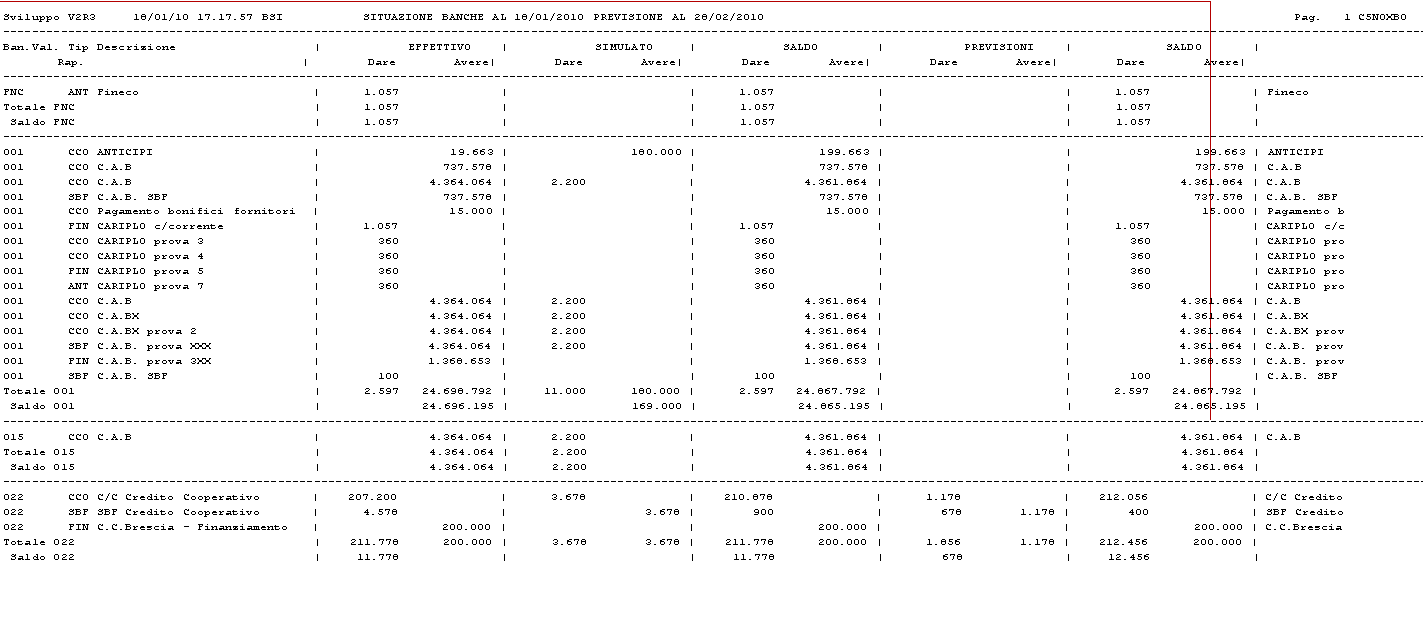 Sviluppo V2R3 18/01/10 17.17.57 BSI SITUAZIONE BANCHE AL 18/01/2010 PREVISIONE AL 28/02/2010 Pag. 1 C5NOXB0
Ban.Val. Tip Descrizione | EFFETTIVO | SIMULATO | SALDO | PREVISIONI | SALDO |
Rap. | Dare Avere| Dare Avere| Dare Avere| Dare Avere| Dare Avere|
FNC ANT Fineco | 1.057 | | 1.057 | | 1.057 | Fineco
Totale FNC | 1.057 | | 1.057 | | 1.057 |
Saldo FNC | 1.057 | | 1.057 | | 1.057 |
001 CCO ANTICIPI | 19.663 | 180.000 | 199.663 | | 199.663 | ANTICIPI
001 CCO C.A.B | 737.578 | | 737.578 | | 737.578 | C.A.B
001 CCO C.A.B | 4.364.064 | 2.200 | 4.361.864 | | 4.361.864 | C.A.B
001 SBF C.A.B. SBF | 737.578 | | 737.578 | | 737.578 | C.A.B. SBF
001 CCO Pagamento bonifici fornitori | 15.000 | | 15.000 | | 15.000 | Pagamento b
001 FIN CARIPLO c/corrente | 1.057 | | 1.057 | | 1.057 | CARIPLO c/c
001 CCO CARIPLO prova 3 | 360 | | 360 | | 360 | CARIPLO pro
001 CCO CARIPLO prova 4 | 360 | | 360 | | 360 | CARIPLO pro
001 FIN CARIPLO prova 5 | 360 | | 360 | | 360 | CARIPLO pro
001 ANT CARIPLO prova 7 | 360 | | 360 | | 360 | CARIPLO pro
001 CCO C.A.B | 4.364.064 | 2.200 | 4.361.864 | | 4.361.864 | C.A.B
001 CCO C.A.BX | 4.364.064 | 2.200 | 4.361.864 | | 4.361.864 | C.A.BX
001 CCO C.A.BX prova 2 | 4.364.064 | 2.200 | 4.361.864 | | 4.361.864 | C.A.BX prov
001 SBF C.A.B. prova XXX | 4.364.064 | 2.200 | 4.361.864 | | 4.361.864 | C.A.B. prov
001 FIN C.A.B. prova 3XX | 1.368.653 | | 1.368.653 | | 1.368.653 | C.A.B. prov
001 SBF C.A.B. SBF | 100 | | 100 | | 100 | C.A.B. SBF
Totale 001 | 2.597 24.698.792 | 11.000 180.000 | 2.597 24.867.792 | | 2.597 24.867.792 |
Saldo 001 | 24.696.195 | 169.000 | 24.865.195 | | 24.865.195 |
015 CCO C.A.B | 4.364.064 | 2.200 | 4.361.864 | | 4.361.864 | C.A.B
Totale 015 | 4.364.064 | 2.200 | 4.361.864 | | 4.361.864 |
Saldo 015 | 4.364.064 | 2.200 | 4.361.864 | | 4.361.864 |
022 CCO C/C Credito Cooperativo | 207.200 | 3.678 | 210.878 | 1.178 | 212.056 | C/C Credito
022 SBF SBF Credito Cooperativo | 4.578 | 3.678 | 900 | 678 1.178 | 400 | SBF Credito
022 FIN C.C.Brescia - Finanziamento | 200.000 | | 200.000 | | 200.000 | C.C.Brescia
Totale 022 | 211.778 200.000 | 3.678 3.678 | 211.778 200.000 | 1.856 1.178 | 212.456 200.000 |
Saldo 022 | 11.778 | | 11.778 | 678 | 12.456 |